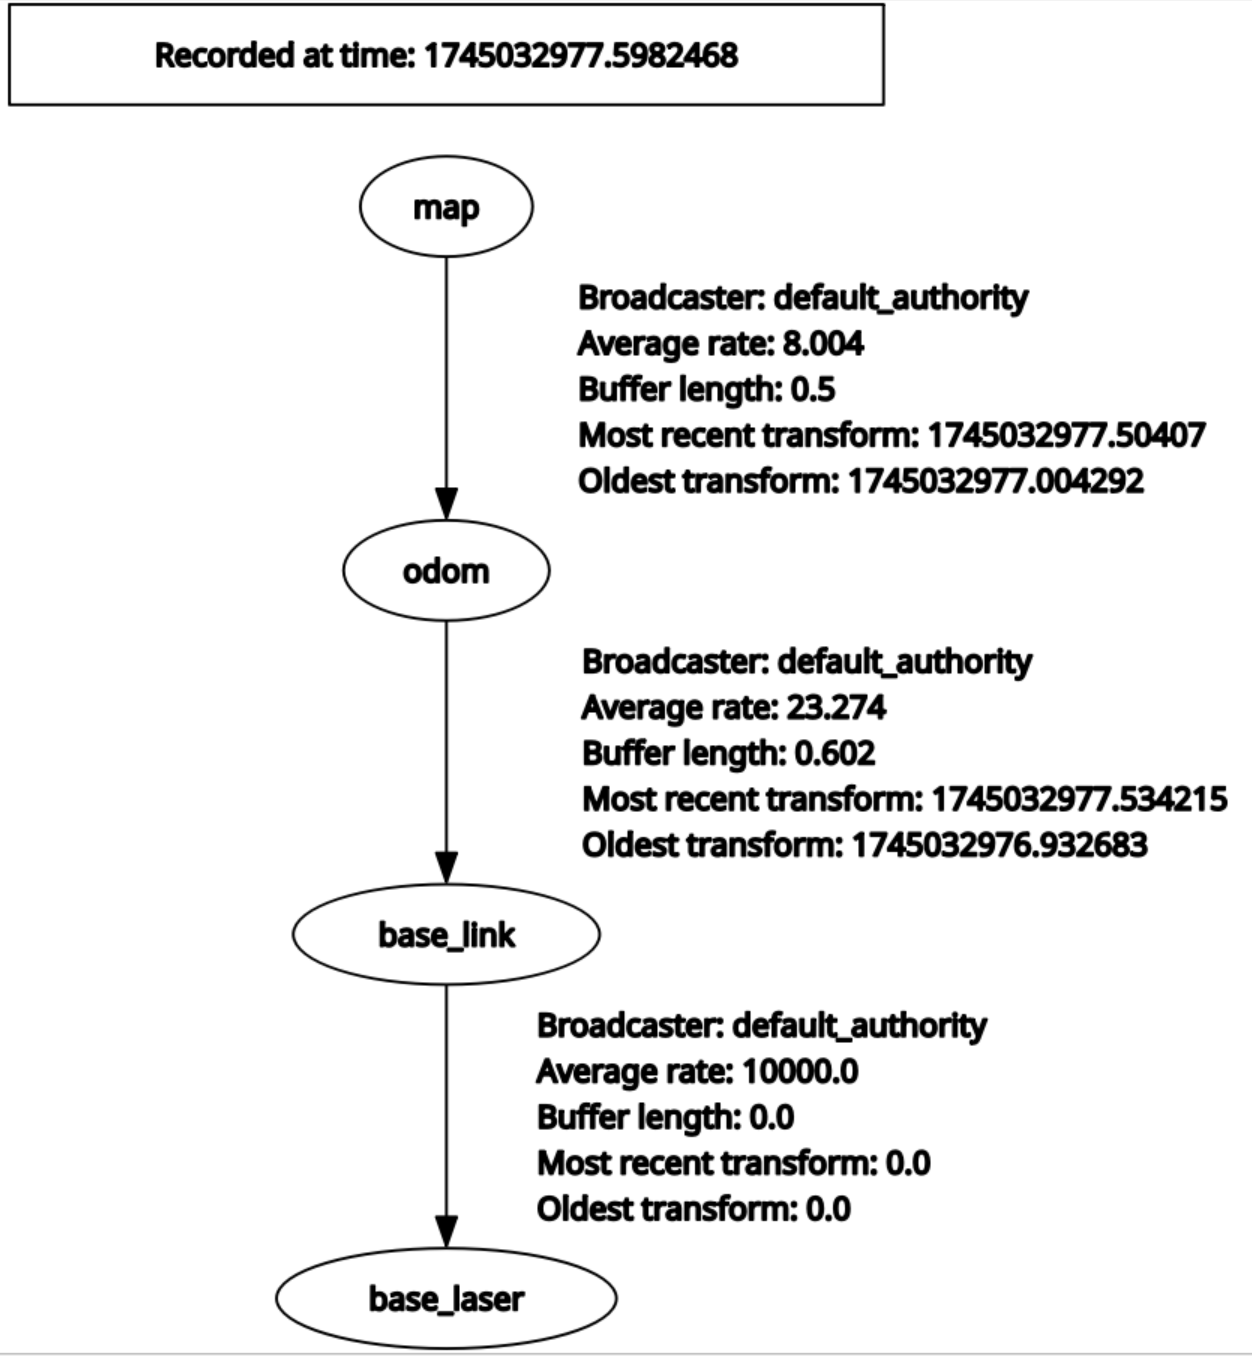 Recorded at time: 1745032977.5982468
map
Broadcaster: default_authority
Average rate: 8.004
Buffer length: 0.5
Most recent transform: 1745032977.50407
Oldest transform: 1745032977.004292
odom
Broadcaster: default_authority
Average rate: 23.274
Buffer length: 0.602
Most recent transform: 1745032977.534215
Oldest transform: 1745032976.932683
base_link
Broadcaster: default_authority
Average rate: 10000.0
Buffer length: 0.0
Most recent transform: 0.0
Oldest transform: 0.0
base_laser